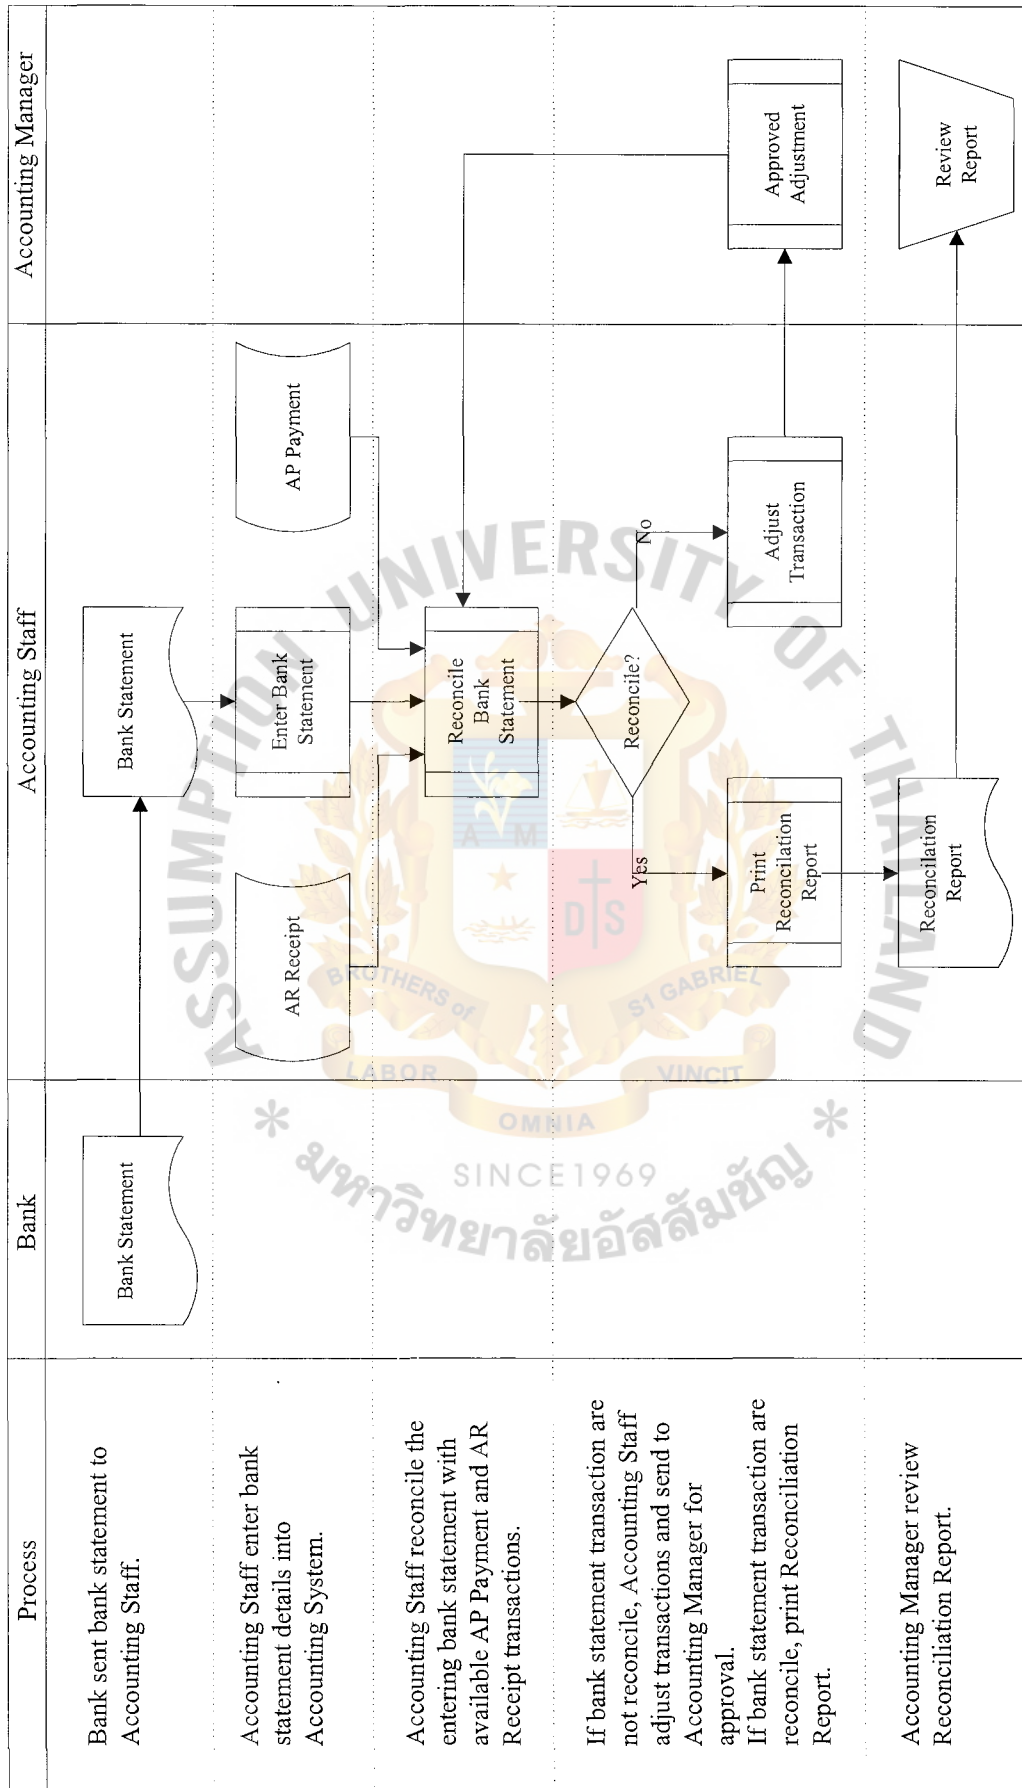 Process
Bank
Accounting Staff
Accounting Manager
Bank sent bank statement to
Accounting Staff.
Bank Statement
Bank Statement
Accounting Staff enter bank
statement details into
Accounting System.
AR Receipt
Enter Bank
Statement
AP Payment
Accounting Staff reconcile the
entering bank statement with
available AP Payment and AR
Receipt transactions.
Reconcile
Bank
Statement
If bank statement transaction are
not reconcile, Accounting Staff
adjust transactions and send to
Accounting Manager for
approval.
If bank statement transaction are
reconcile, print Reconciliation
Report.
Reconcile?
Yes
No
Print
Reconcilation
Report
Adjust
Transaction
Approved
Adjustment
Accounting Manager review
Reconciliation Report.
Reconcilation
Report
Review
Report
ASSUMPTION UNIVERSITY OF THAILAND
A M
D S
BROTHERS of
S1 GABRIEL
LABOR
VINCIT
OMNIA
SINCE1969
* มหาวิทยาลัยอัสสัมชัญ *